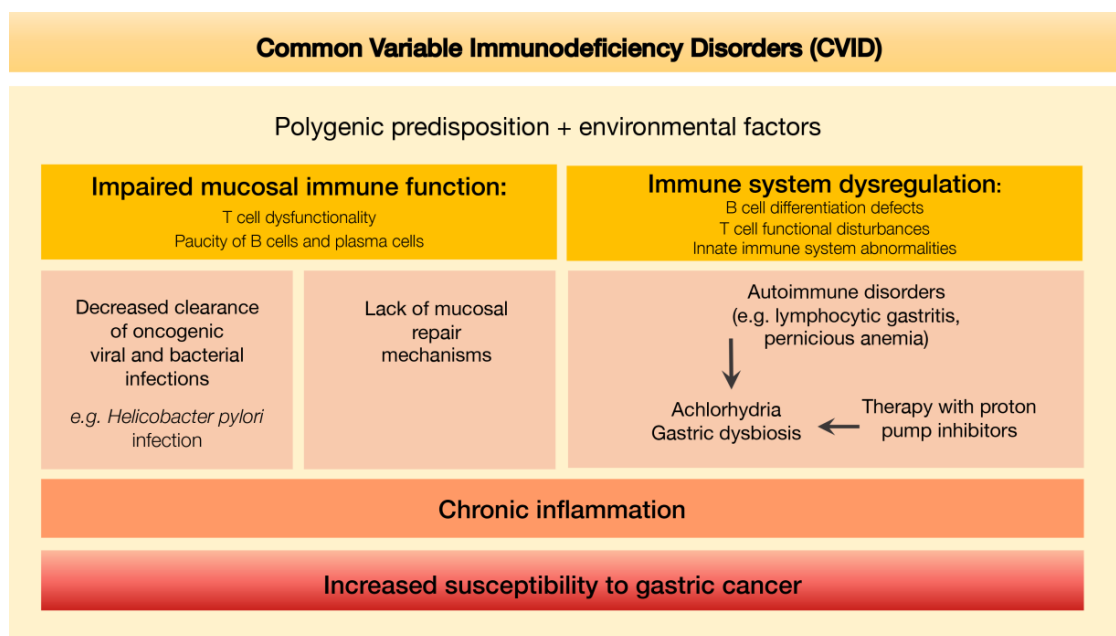 Common Variable Immunodeficiency Disorders (CVID)
Polygenic predisposition + environmental factors
Impaired mucosal immune function:
T cell dysfunctionality
Paucity of B cells and plasma cells
Immune system dysregulation:
B cell differentiation defects
T cell functional disturbances
Innate immune system abnormalities
Decreased clearance
of oncogenic
viral and bacterial
infections
e.g. Helicobacter pylori
infection
Lack of mucosal
repair
mechanisms
Autoimmune disorders
(e.g. lymphocytic gastritis,
pernicious anemia)
Achlorhydria
Gastric dysbiosis
Therapy with proton
pump inhibitors
Chronic inflammation
Increased susceptibility to gastric cancer